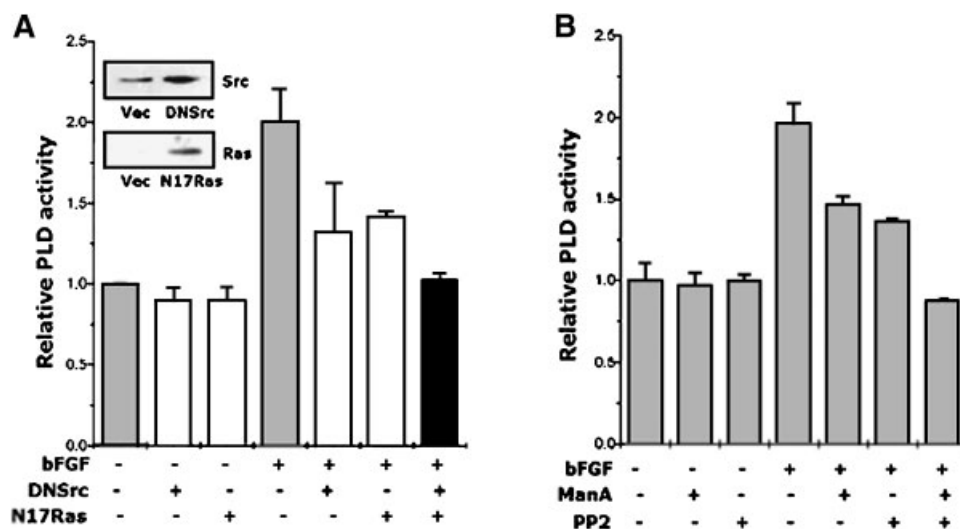 A
Relative PLD activity
2.5
2.0
1.5
1.0
0.5
0.0
Src
Vec DNSrc
Ras
Vec N17Ras
bFGF - - - + + + +
DNSrc - + - - + - +
N17Ras - - + - - + +
B
Relative PLD activity
2.5
2.0
1.5
1.0
0.5
0.0
bFGF - - - + + + +
ManA - + - - + - +
PP2 - - + - - + +